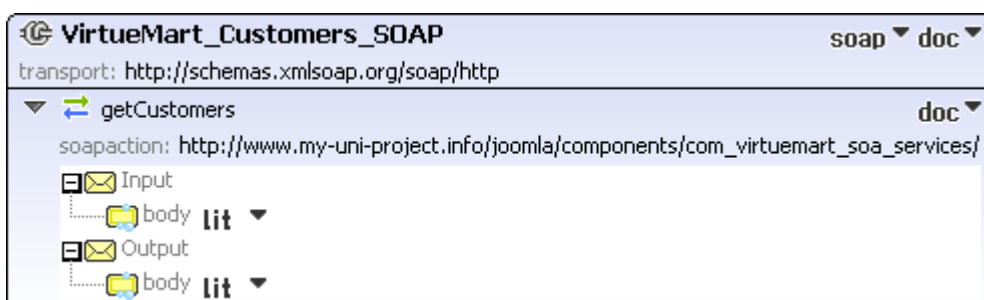 VirtueMart_Customers_SOAP soap doc
transport: http://schemas.xmlsoap.org/soap/http
getCustomers doc
soapaction: http://www.my-uni-project.info/joomla/components/com_virtuemart_soa_services/
Input
body lit
Output
body lit